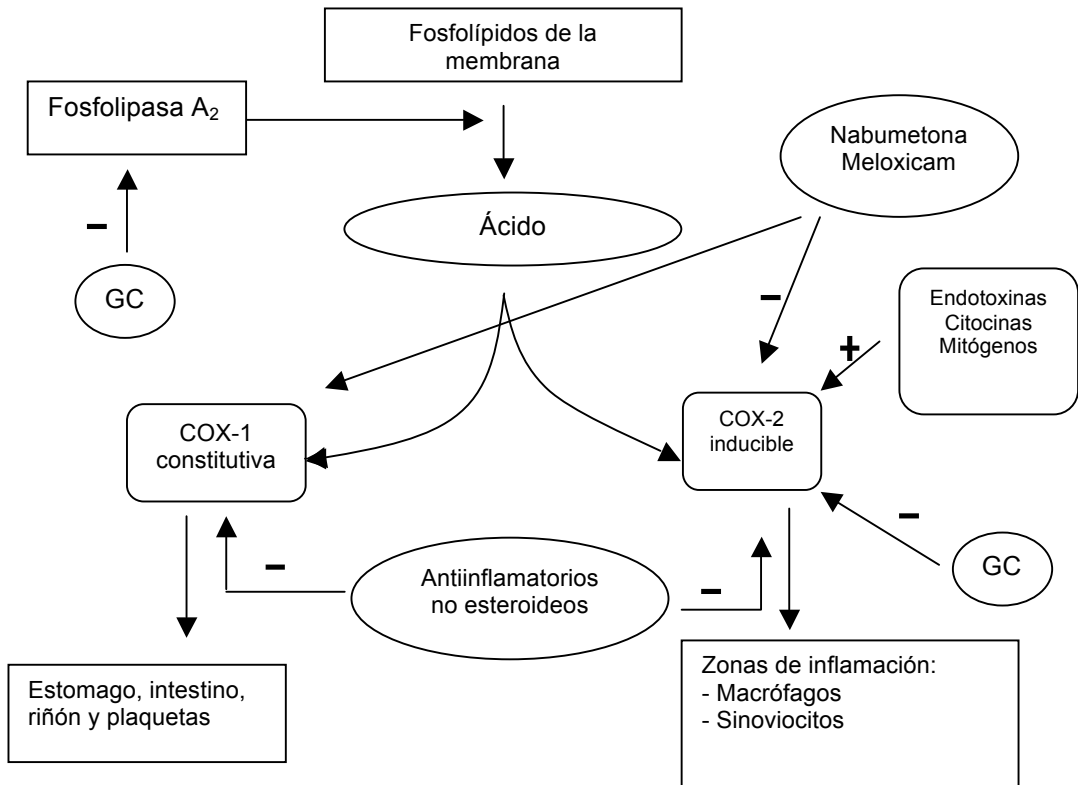 Fosfolípidos de la
membrana
Fosfolipasa A₂
Nabumetona
Meloxicam
Ácido
–
GC
–
Endotoxinas
Citocinas
Mitógenos
+
COX-1
constitutiva
COX-2
inducible
–
–
Antiinflamatorios
no esteroideos
–
GC
Estomago, intestino,
riñón y plaquetas
Zonas de inflamación:
- Macrófagos
- Sinoviocitos